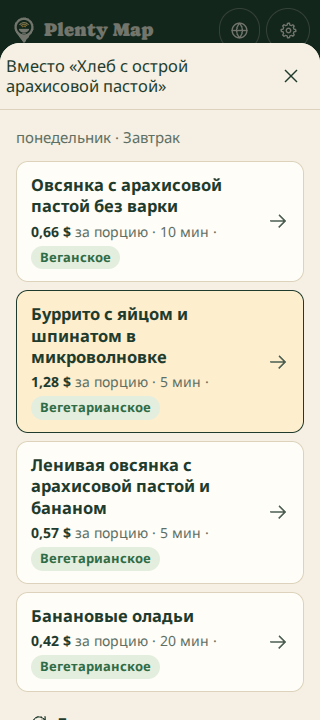 Plenty Map
Вместо «Хлеб с острой
арахисовой пастой»
понедельник · Завтрак
Овсянка с арахисовой
пастой без варки
0,66 $ за порцию · 10 мин ·
Веганское
Буррито с яйцом и
шпинатом в
микроволновке
1,28 $ за порцию · 5 мин ·
Вегетарианское
Ленивая овсянка с
арахисовой пастой и
бананом
0,57 $ за порцию · 5 мин ·
Вегетарианское
Банановые оладьи
0,42 $ за порцию · 20 мин ·
Вегетарианское